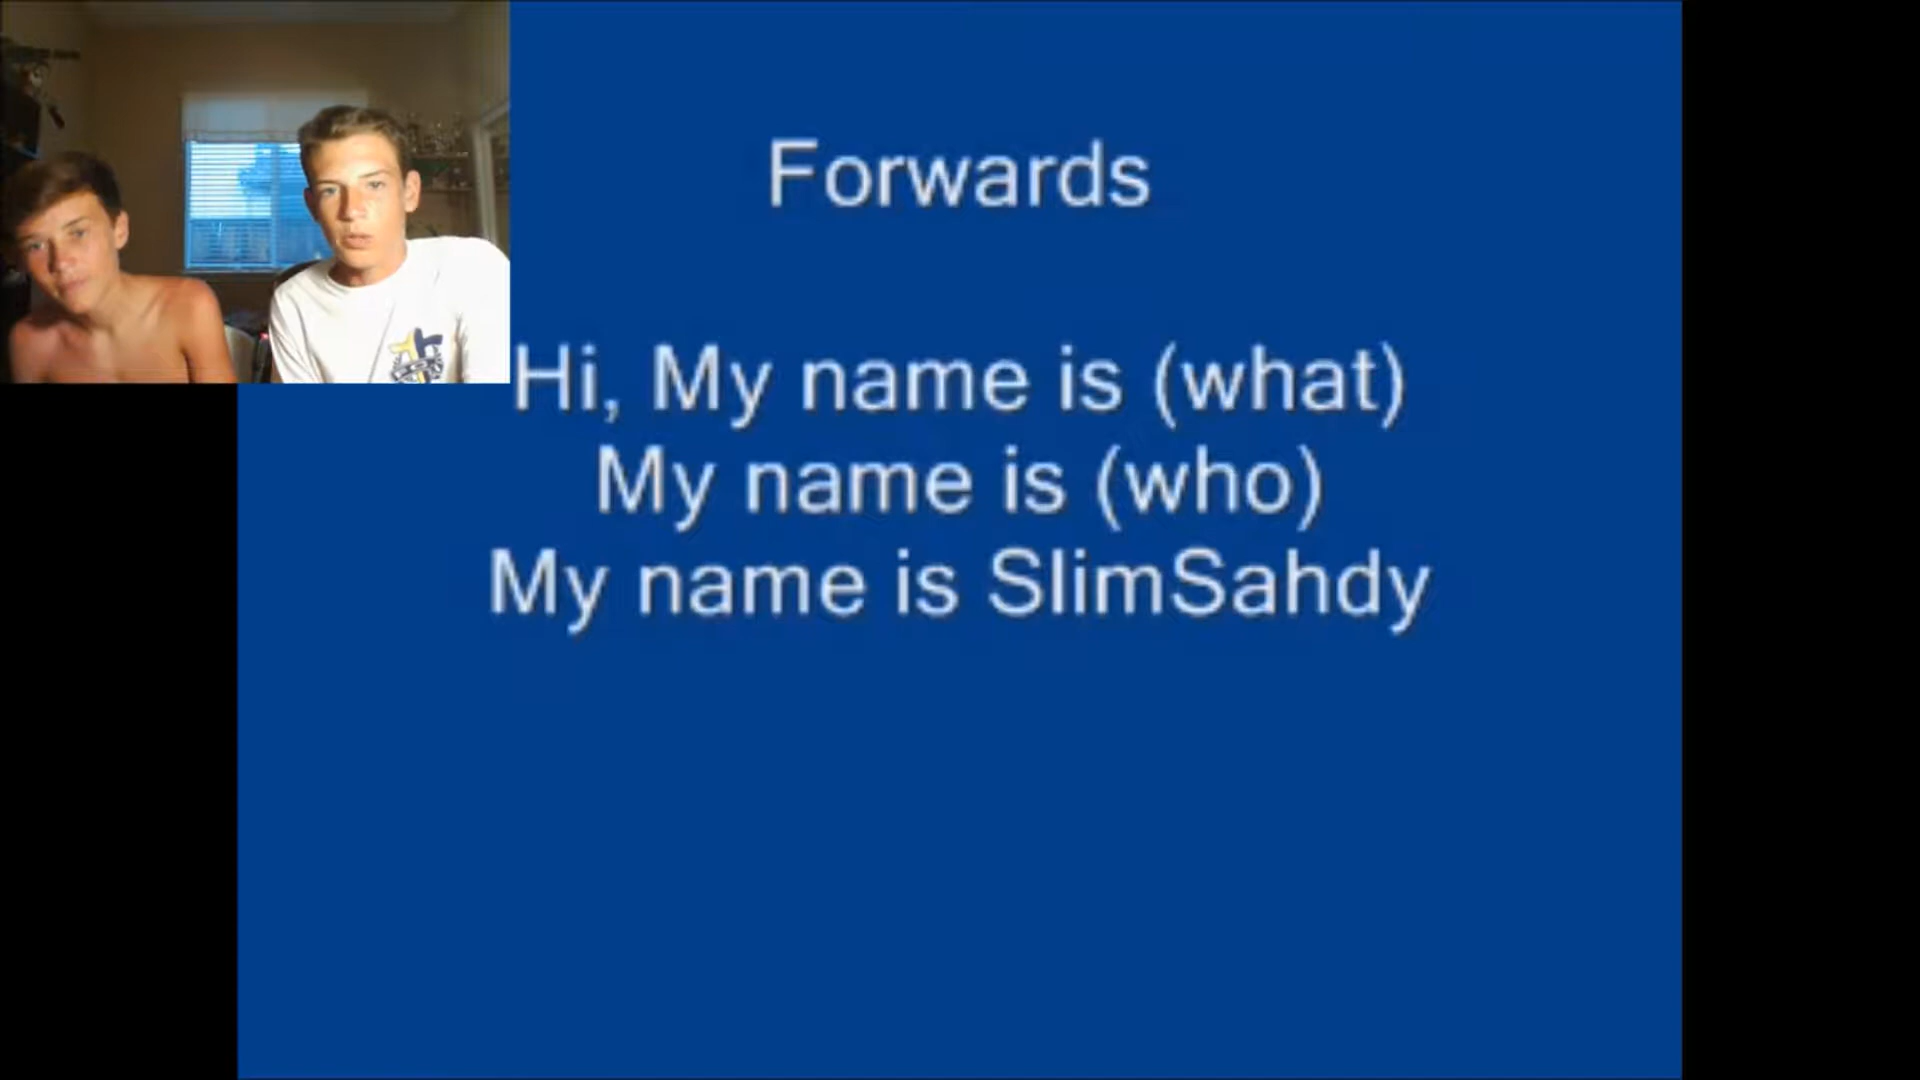 Forwards
Hi, My name is (what)
My name is (who)
My name is SlimSahdy